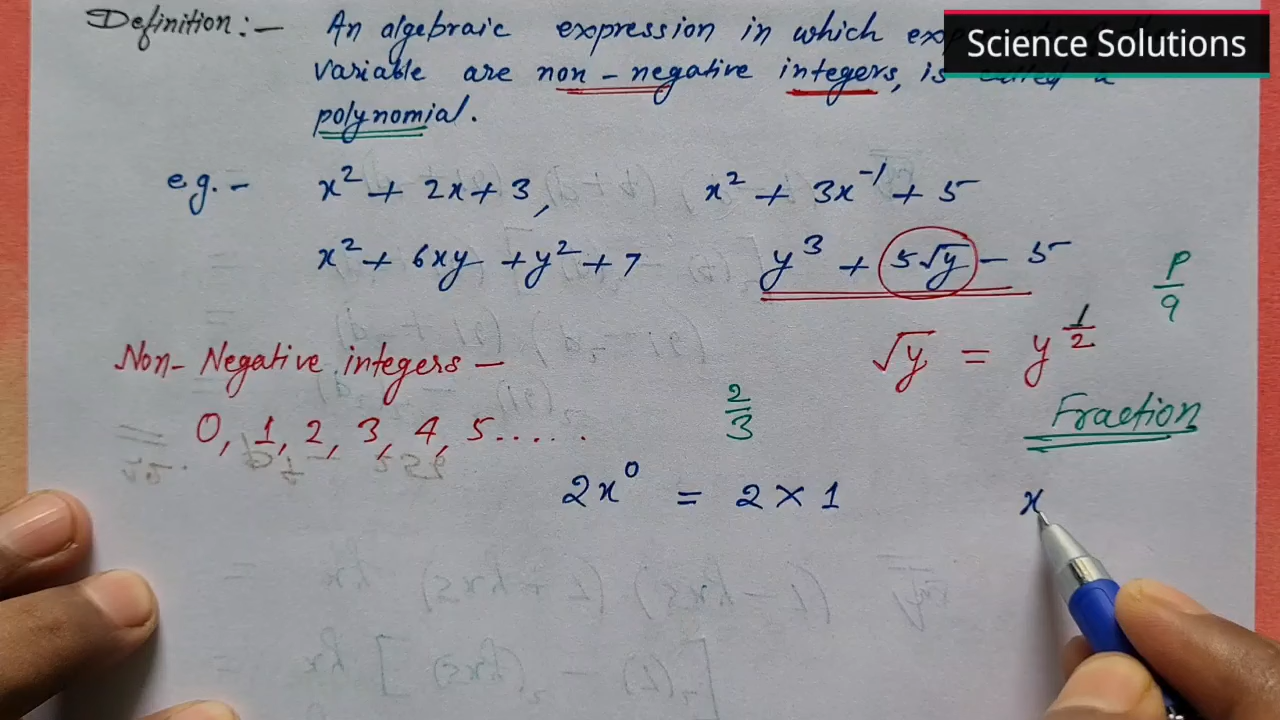 Definition :- An algebraic expression in which
Science Solutions
variable are non-negative integers, is called a
polynomial.
e.g. - x² + 2x + 3, x² + 3x⁻¹ + 5
x² + 6xy + y² + 7 y³ + 5√y - 5
p/q
√y = y^1/2
Non-Negative integers -
2/3
Fraction
0, 1, 2, 3, 4, 5......
2x⁰ = 2 × 1 x